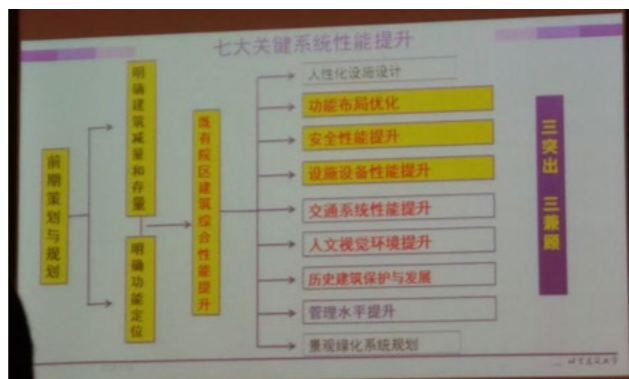 七大关键系统性能提升
前期策划与规划
明确建筑减量和存量
明确功能定位
既有院区建筑综合性能提升
人性化设施设计
功能布局优化
安全性能提升
设施设备性能提升
交通系统性能提升
人文视觉环境提升
历史建筑保护与发展
管理水平提升
景观绿化系统规划
三突出 三兼顾